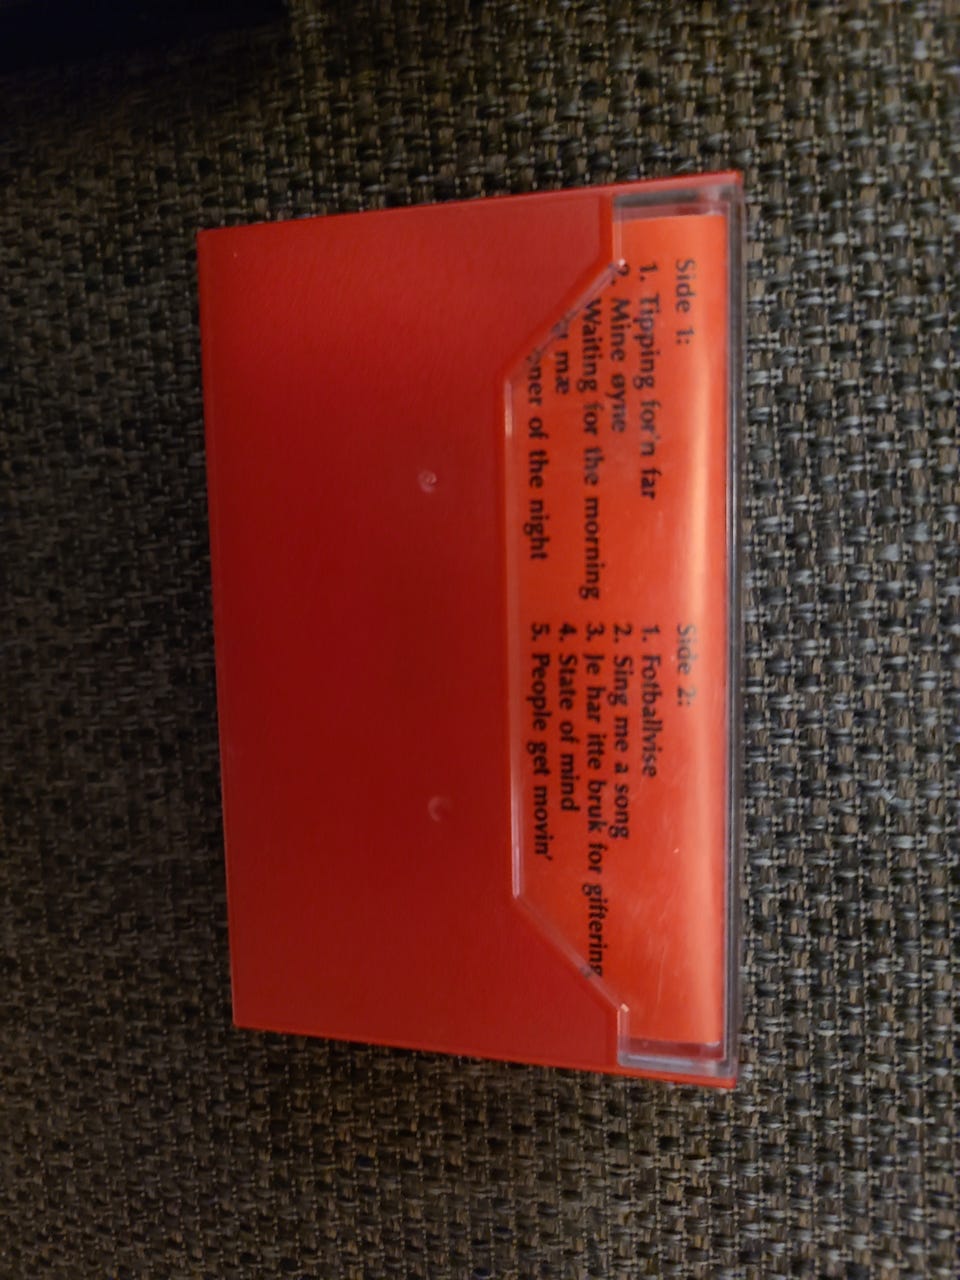 Side 1:
1. Tipping for'n far
2. Mine øyne
Waiting for the morning
mæ
of the night
Side 2:
1. Fotballvise
2. Sing me a song
3. Je har itte bruk for giftering
4. State of mind
5. People get movin'